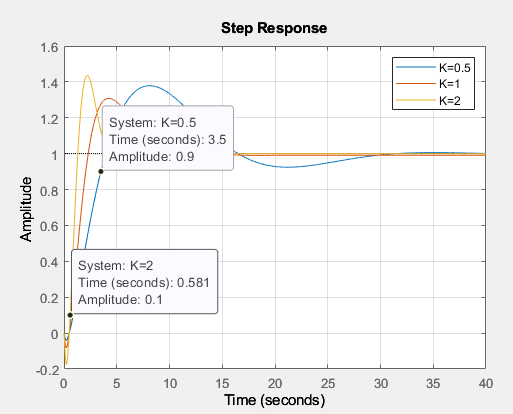 Step Response
1.6
1.4
1.2
1
0.8
0.6
0.4
0.2
0
-0.2
Amplitude
K=0.5
K=1
K=2
System: K=0.5
Time (seconds): 3.5
Amplitude: 0.9
System: K=2
Time (seconds): 0.581
Amplitude: 0.1
0 5 10 15 20 25 30 35 40
Time (seconds)